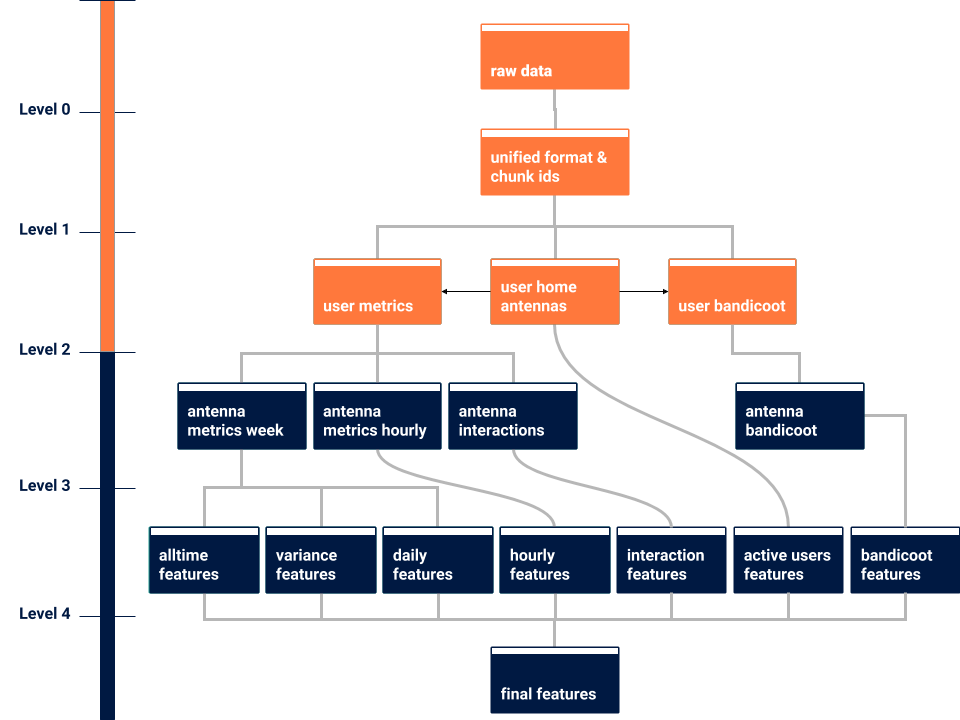 raw data
Level 0
unified format &
chunk ids
Level 1
user metrics
user home
antennas
user bandicoot
Level 2
antenna
metrics week
antenna
metrics hourly
antenna
interactions
antenna
bandicoot
Level 3
alltime
features
variance
features
daily
features
hourly
features
interaction
features
active users
features
bandicoot
features
Level 4
final features